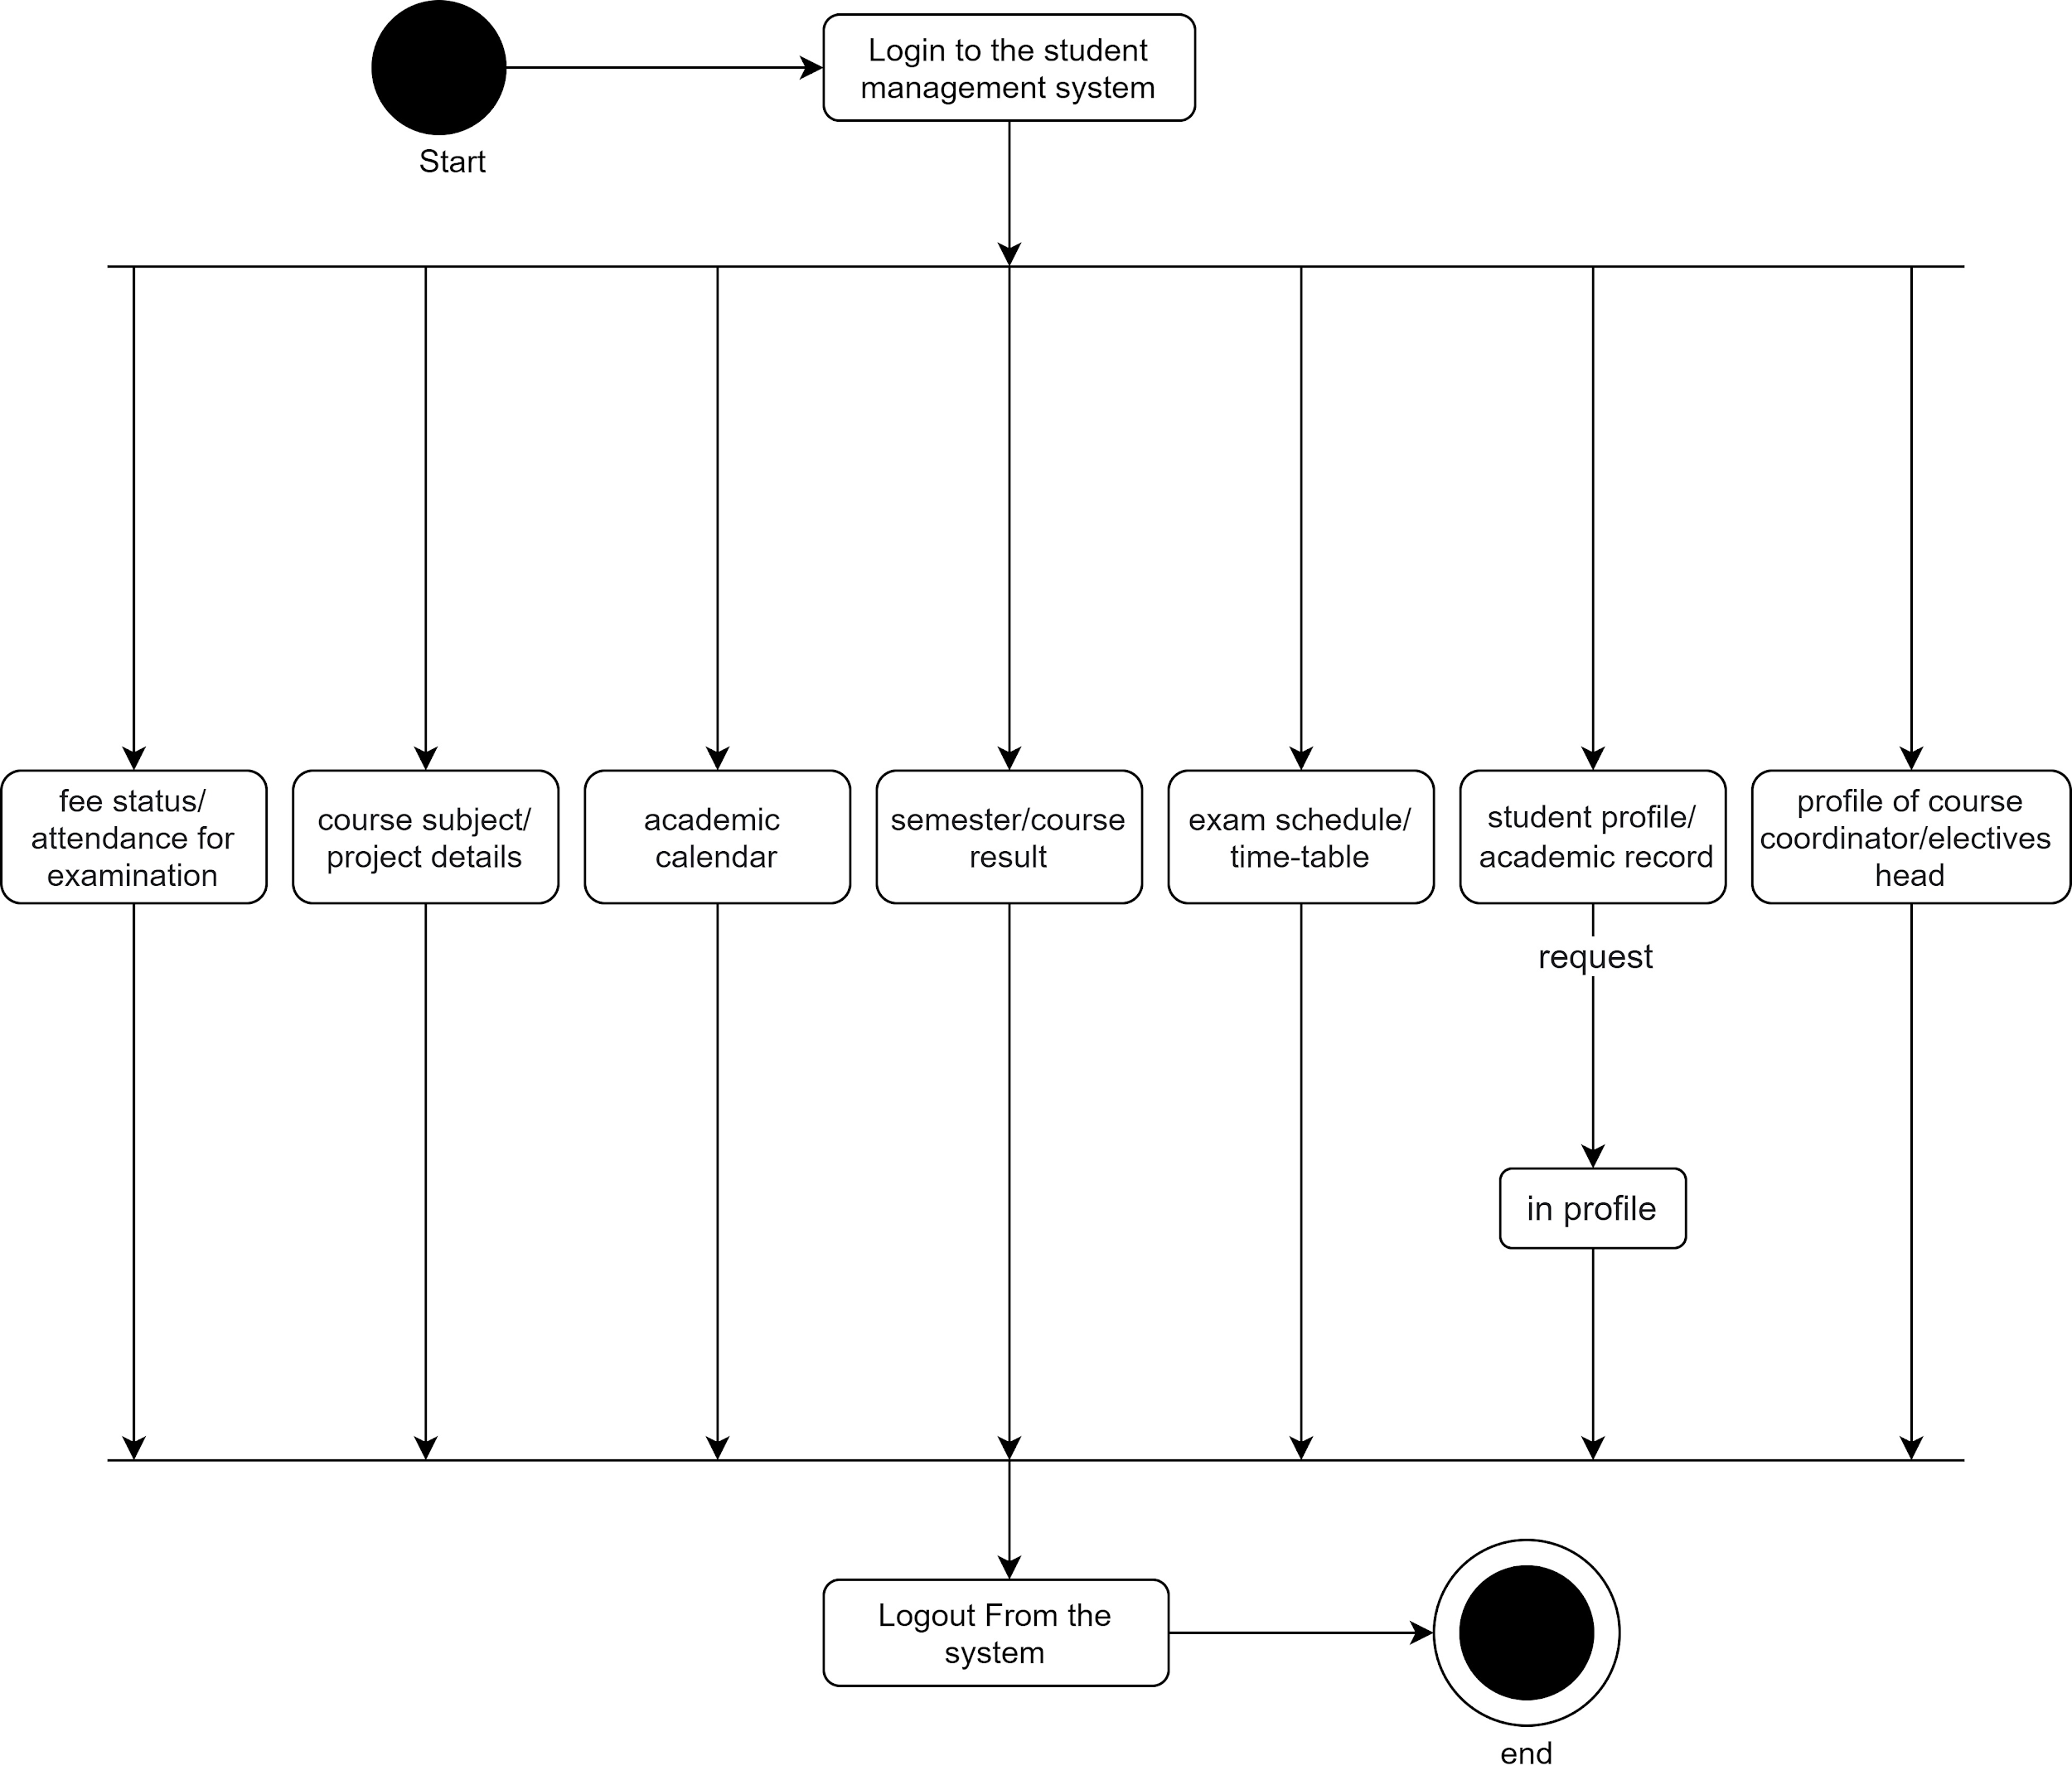 Login to the student
management system
Start
fee status/
attendance for
examination
course subject/
project details
academic
calendar
semester/course
result
exam schedule/
time-table
student profile/
academic record
profile of course
coordinator/electives
head
request
in profile
Logout From the
system
end